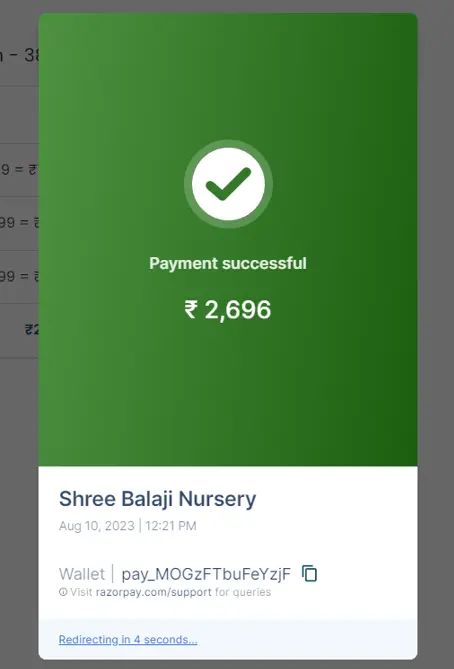 n - 38
9 = ₹
99 = ₹
99 = ₹
₹2
Payment successful
₹ 2,696
Shree Balaji Nursery
Aug 10, 2023 | 12:21 PM
Wallet | pay_MOGzFTbuFeYzjF
Visit razorpay.com/support for queries
Redirecting in 4 seconds...